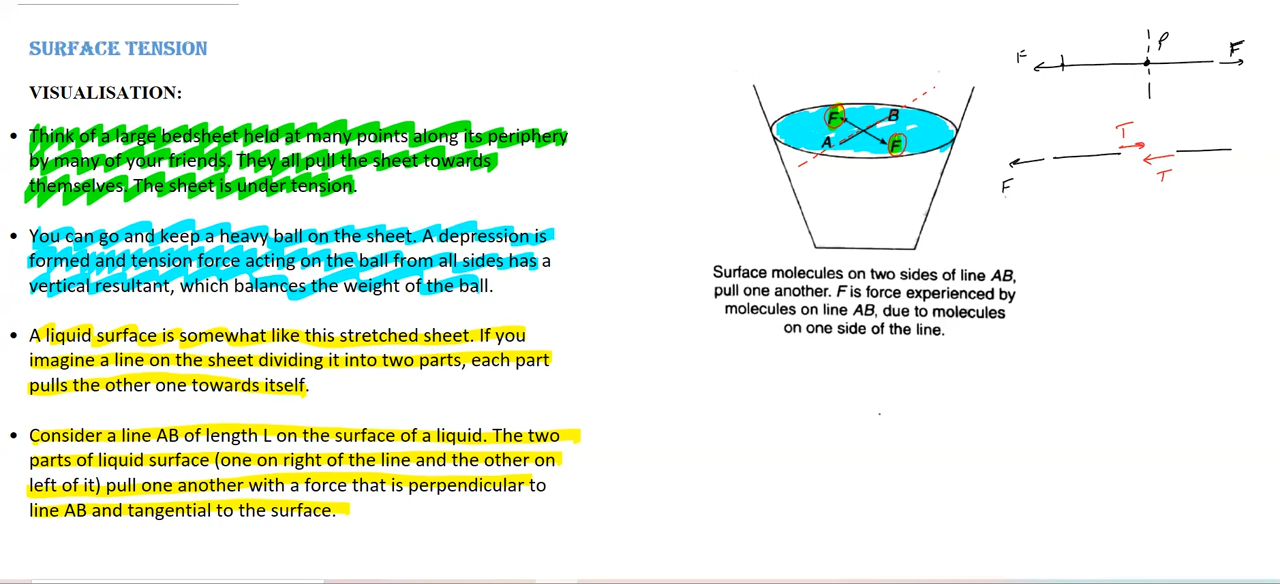 SURFACE TENSION
VISUALISATION:
• Think of a large bedsheet held at many points along its periphery
by many of your friends. They all pull the sheet towards
themselves. The sheet is under tension.
• You can go and keep a heavy ball on the sheet. A depression is
formed and tension force acting on the ball from all sides has a
vertical resultant, which balances the weight of the ball.
• A liquid surface is somewhat like this stretched sheet. If you
imagine a line on the sheet dividing it into two parts, each part
pulls the other one towards itself.
• Consider a line AB of length L on the surface of a liquid. The two
parts of liquid surface (one on right of the line and the other on
left of it) pull one another with a force that is perpendicular to
line AB and tangential to the surface.
F B
A F
Surface molecules on two sides of line AB,
pull one another. F is force experienced by
molecules on line AB, due to molecules
on one side of the line.
F P F
T
T
F